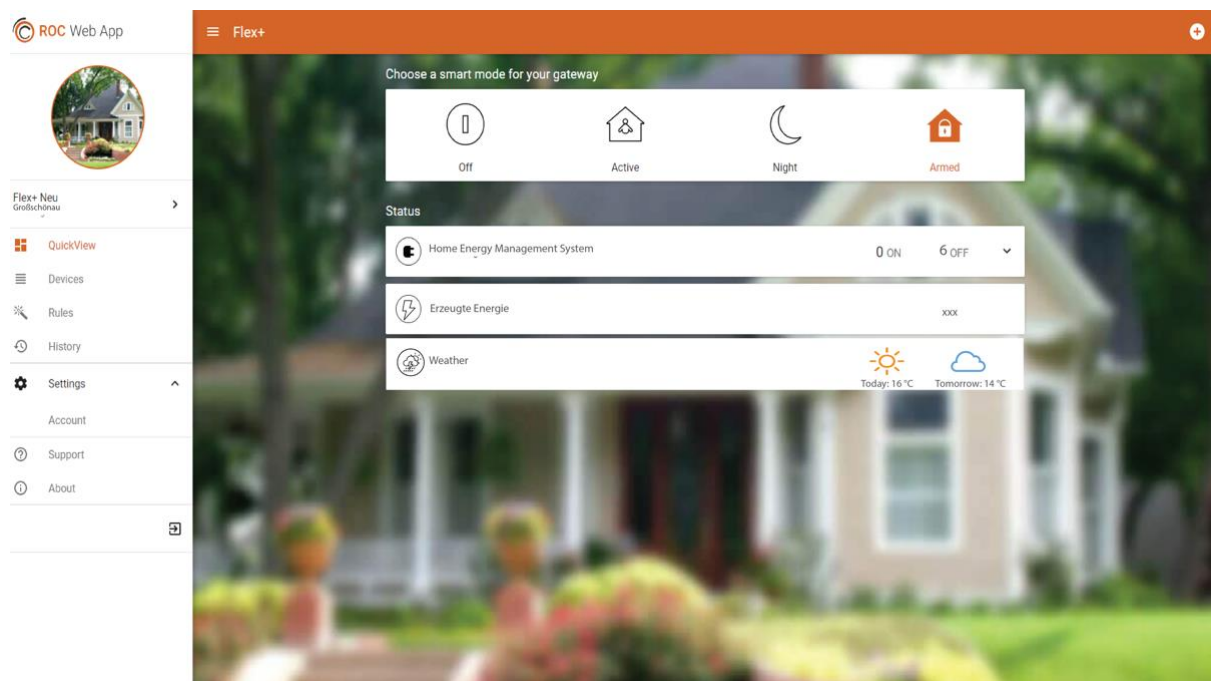 ROC Web App
Flex+
Flex+ Neu
Großschönau
QuickView
Devices
Rules
History
Settings
Account
Support
About
Choose a smart mode for your gateway
Off
Active
Night
Armed
Status
Home Energy Management System
0 ON
6 OFF
Erzeugte Energie
xxx
Weather
Today: 16 °C
Tomorrow: 14 °C